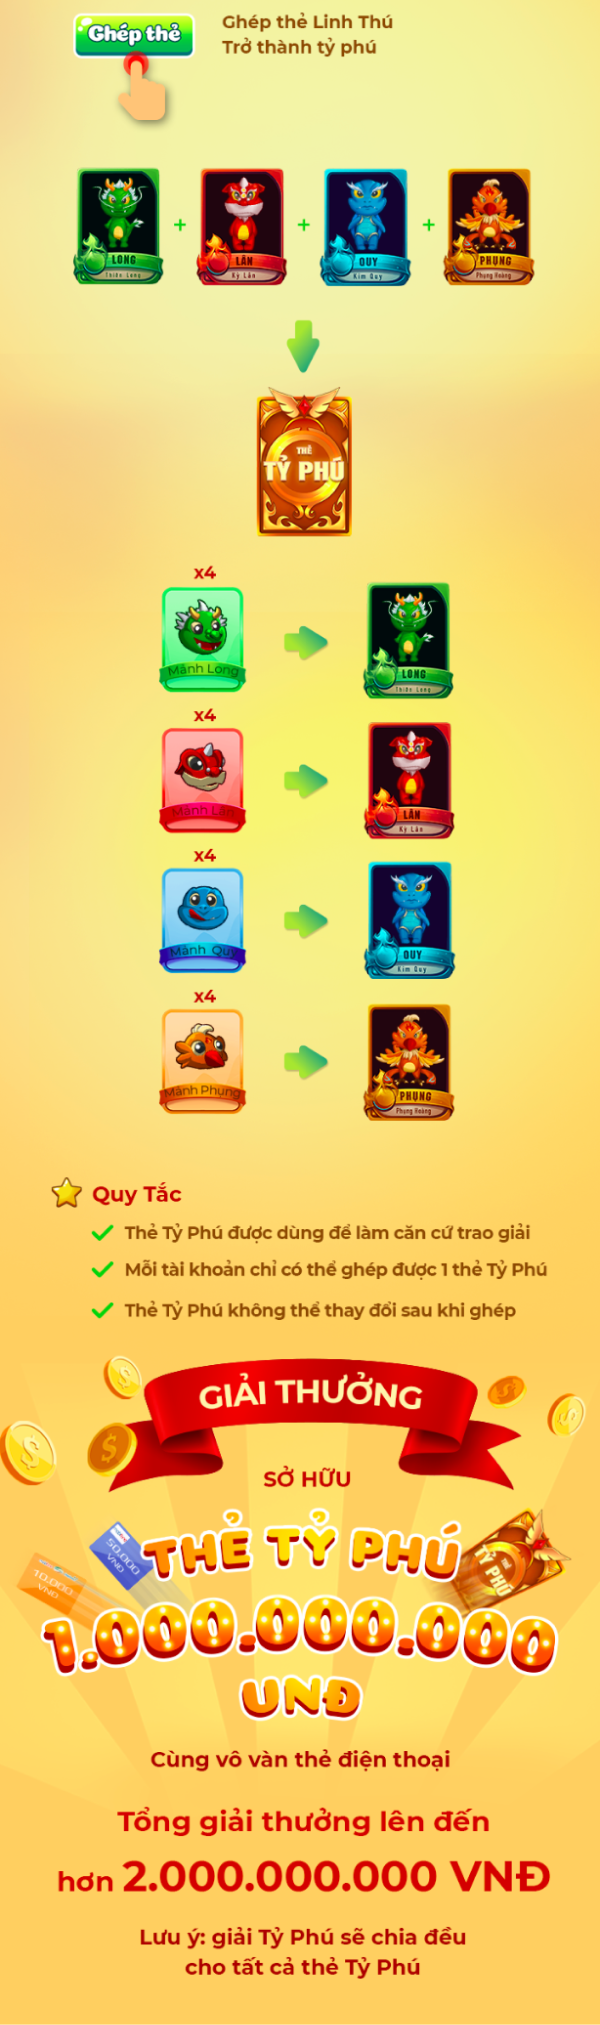 Ghép thẻ
Ghép thẻ Linh Thú
Trở thành tỷ phú
LONG
Thiên Long
LÂN
Kỳ Lân
QUY
Kim Quy
PHỤNG
Phụng Hoàng
THẺ
TỶ PHÚ
x4
Mảnh Long
LONG
Thiên Long
x4
Mảnh Lân
LÂN
Kỳ Lân
x4
Mảnh Quy
QUY
Kim Quy
x4
Mảnh Phụng
PHỤNG
Phụng Hoàng
Quy Tắc
Thẻ Tỷ Phú được dùng để làm căn cứ trao giải
Mỗi tài khoản chỉ có thể ghép được 1 thẻ Tỷ Phú
Thẻ Tỷ Phú không thể thay đổi sau khi ghép
GIẢI THƯỞNG
SỞ HỮU
THẺ TỶ PHÚ
10.000
VNĐ
50.000
VNĐ
THẺ
TỶ PHÚ
1.000.000.000
VNĐ
Cùng vô vàn thẻ điện thoại
Tổng giải thưởng lên đến
hơn 2.000.000.000 VNĐ
Lưu ý: giải Tỷ Phú sẽ chia đều
cho tất cả thẻ Tỷ Phú